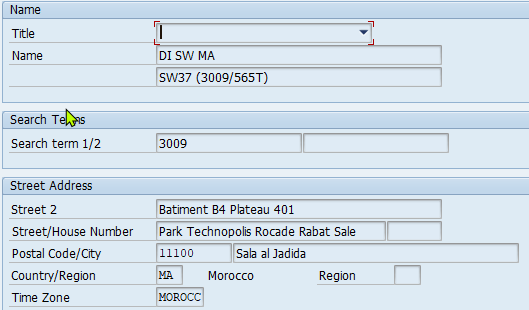 Name
Title
Name DI SW MA
SW37 (3009/565T)
Search Terms
Search term 1/2 3009
Street Address
Street 2 Batiment B4 Plateau 401
Street/House Number Park Technopolis Rocade Rabat Sale
Postal Code/City 11100 Sala al Jadida
Country/Region MA Morocco Region
Time Zone MOROCC